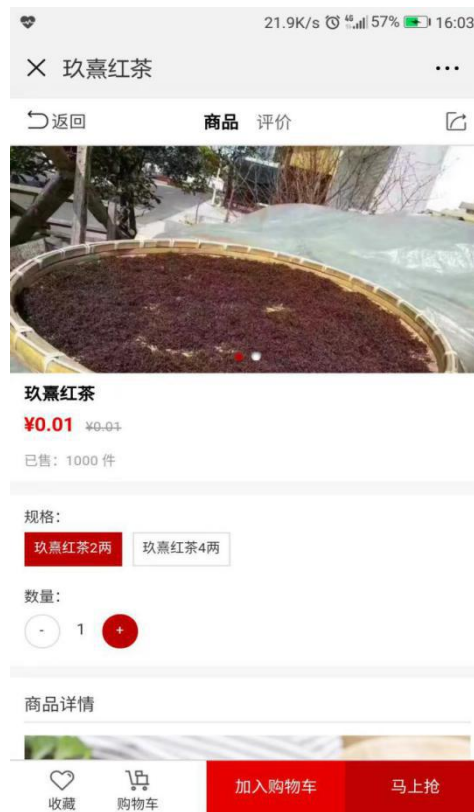 21.9K/s 46 57% 16:03
× 玖熹红茶 ...
返回 商品 评价
玖熹红茶
¥0.01 ¥0.01
已售：1000 件
规格：
玖熹红茶2两 玖熹红茶4两
数量：
- 1 +
商品详情
收藏 购物车 加入购物车 马上抢